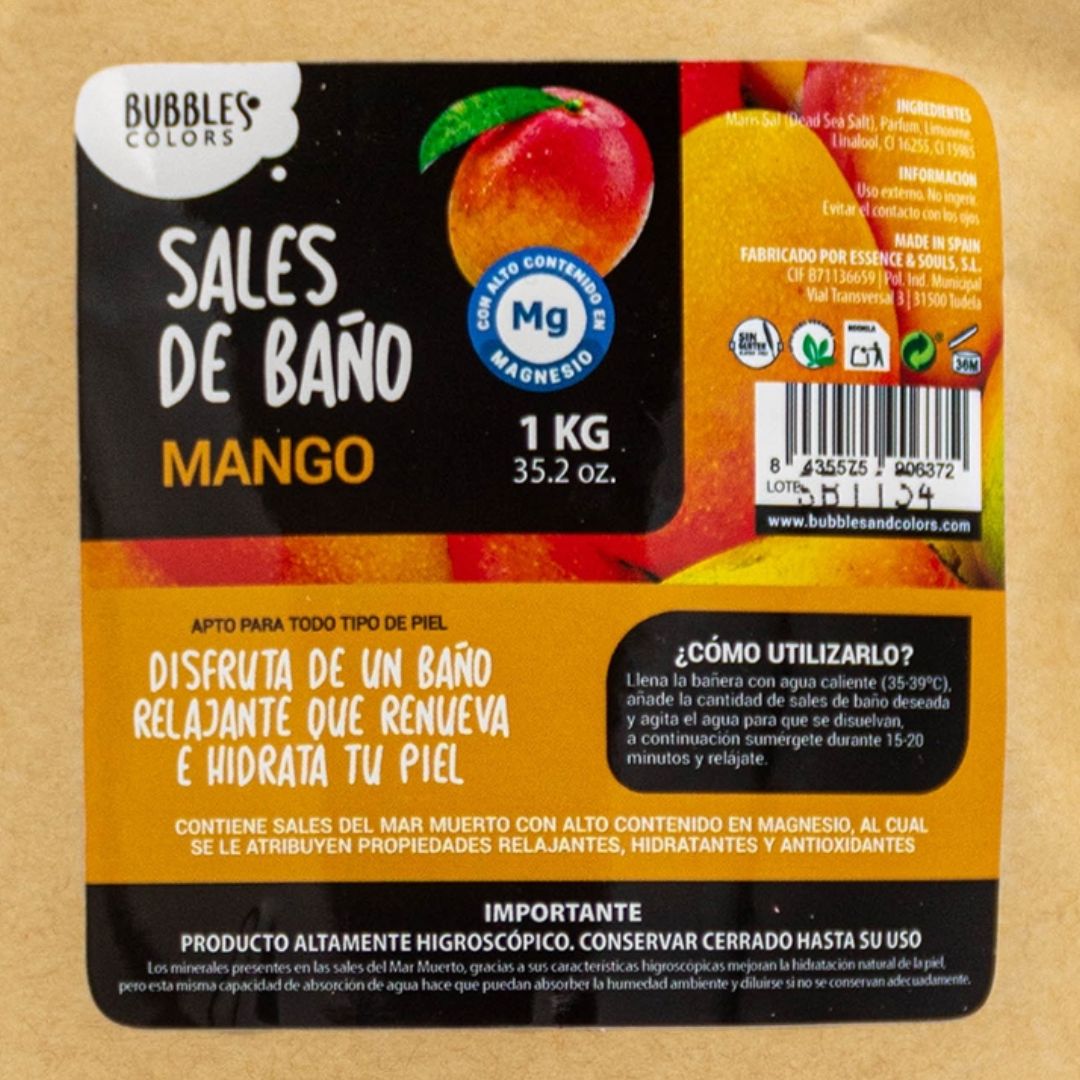 BUBBLES
COLORS
SALES
DE BAÑO
MANGO
CON ALTO CONTENIDO EN
Mg
MAGNESIO
1 KG
35.2 oz.
INGREDIENTES
Maris Sal (Dead Sea Salt), Parfum, Limonene,
Linalool, CI 16255, CI 15985
INFORMACIÓN
Uso externo. No ingerir.
Evitar el contacto con los ojos
MADE IN SPAIN
FABRICADO POR ESSENCE & SOULS, S.L.
CIF B71136659 | Pol. Ind. Municipal
Vial Transversal 3 | 31500 Tudela
SIN
GLUTEN
36M
8 435575 906372
LOTE:
www.bubblesandcolors.com
APTO PARA TODO TIPO DE PIEL
DISFRUTA DE UN BAÑO
RELAJANTE QUE RENUEVA
E HIDRATA TU PIEL
¿CÓMO UTILIZARLO?
Llena la bañera con agua caliente (35-39ºC),
añade la cantidad de sales de baño deseada
y agita el agua para que se disuelvan,
a continuación sumérgete durante 15-20
minutos y relájate.
CONTIENE SALES DEL MAR MUERTO CON ALTO CONTENIDO EN MAGNESIO, AL CUAL
SE LE ATRIBUYEN PROPIEDADES RELAJANTES, HIDRATANTES Y ANTIOXIDANTES
IMPORTANTE
PRODUCTO ALTAMENTE HIGROSCÓPICO. CONSERVAR CERRADO HASTA SU USO
Los minerales presentes en las sales del Mar Muerto, gracias a sus características higroscópicas mejoran la hidratación natural de la piel,
pero esta misma capacidad de absorción de agua hace que puedan absorber la humedad ambiente y diluirse si no se conservan adecuadamente.